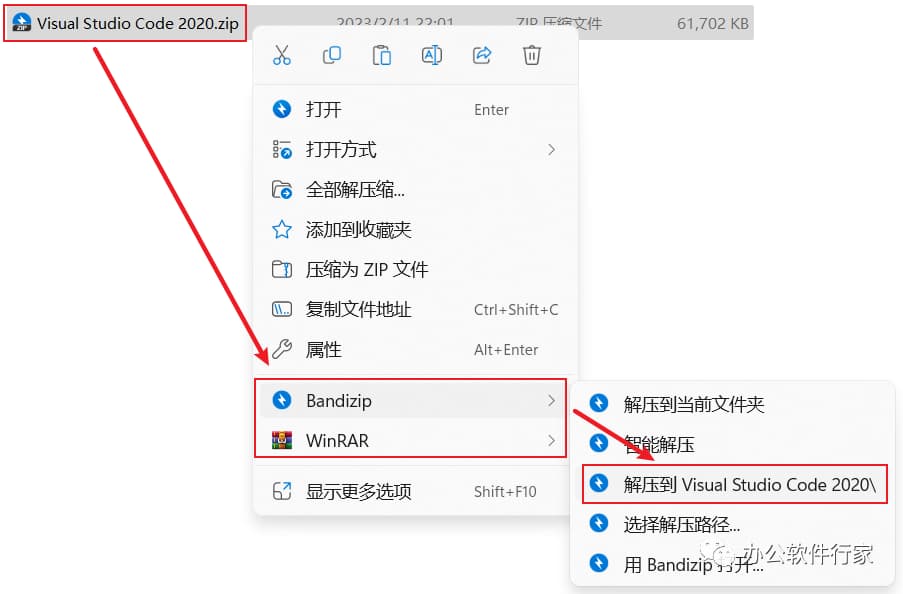 Visual Studio Code 2020.zip 2023/2/11 22:01 ZIP 压缩文件 61,702 KB
打开 Enter
打开方式
全部解压缩...
添加到收藏夹
压缩为 ZIP 文件
复制文件地址 Ctrl+Shift+C
属性 Alt+Enter
Bandizip
WinRAR
显示更多选项 Shift+F10
解压到当前文件夹
智能解压
解压到 Visual Studio Code 2020\
选择解压路径...
用 Bandizip 打开...
办公软件行家